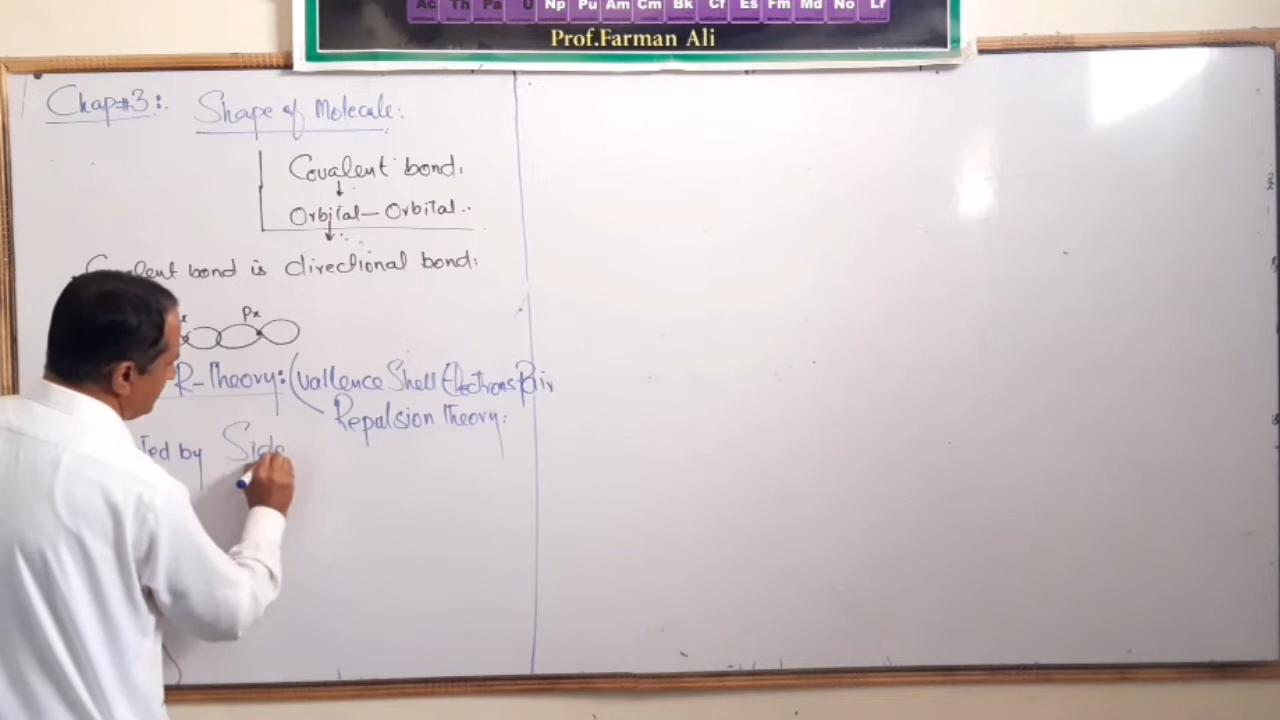 Ac Th Pa U Np Pu Am Cm Bk Cf Es Fm Md No Lr
Prof.Farman Ali
Chap#3:. Shape of Molecule:
Covalent bond.
Orbital — Orbital..
bond is directional bond:
Px
R-Theory: (Vallence Shell Electrons Pair
Repulsion theory:
by Side